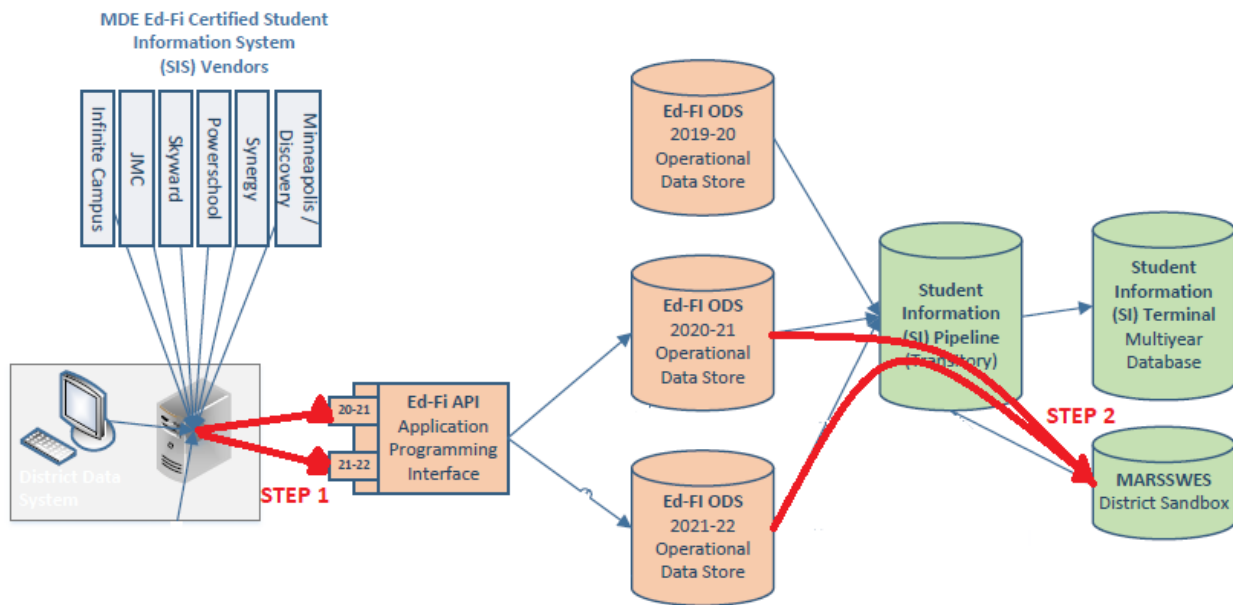 MDE Ed-Fi Certified Student
Information System
(SIS) Vendors
Infinite Campus
JMC
Skyward
Powerschool
Synergy
Minneapolis /
Discovery
District Data
System
STEP 1
20-21
21-22
Ed-Fi API
Application
Programming
Interface
Ed-FI ODS
2019-20
Operational
Data Store
Ed-FI ODS
2020-21
Operational
Data Store
Ed-FI ODS
2021-22
Operational
Data Store
Student
Information
(SI) Pipeline
(Transitory)
STEP 2
Student
Information
(SI) Terminal
Multiyear
Database
MARSSWES
District Sandbox